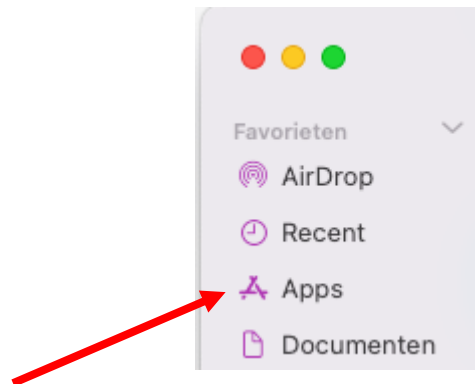 Favorieten
AirDrop
Recent
Apps
Documenten